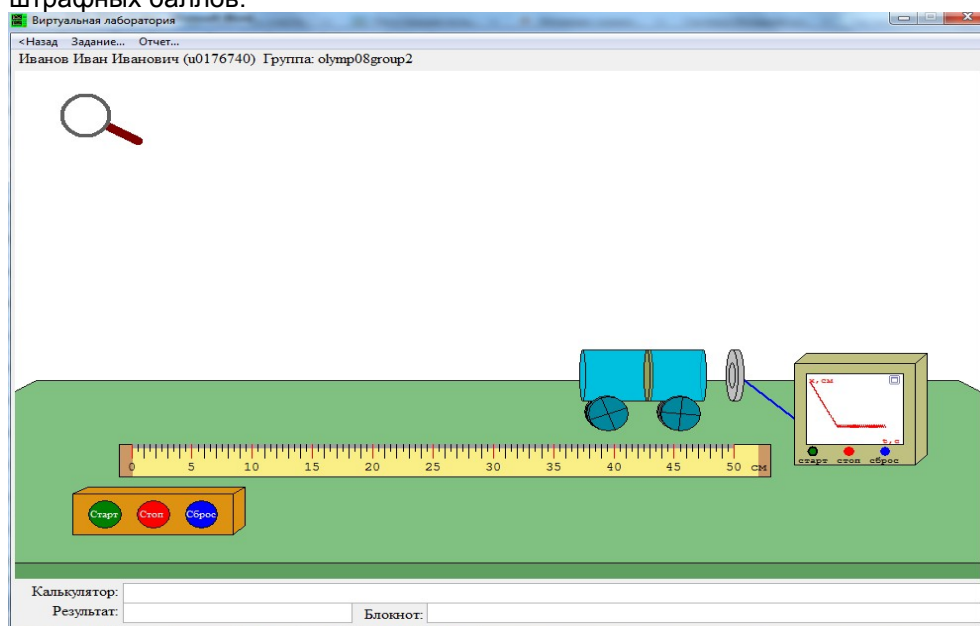 штрафных баллов.
Виртуальная лаборатория
<Назад Задание... Отчет...
Иванов Иван Иванович (u0176740) Группа: olymp08group2
x, см
t, с
старт стоп сброс
0 5 10 15 20 25 30 35 40 45 50 см
Старт Стоп Сброс
Калькулятор:
Результат:
Блокнот: